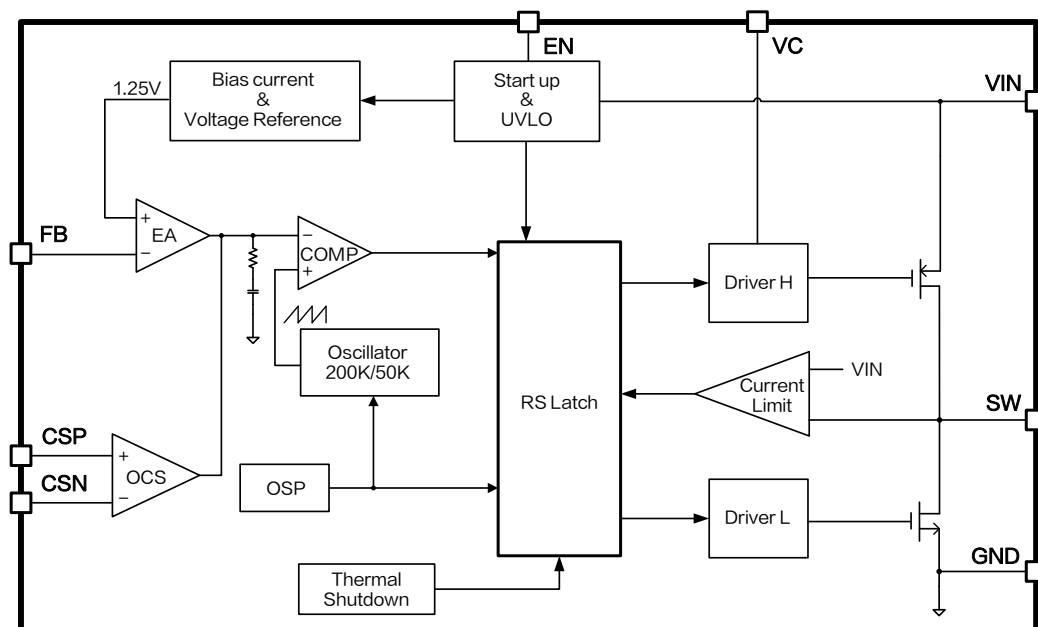 EN
VC
VIN
1.25V
Bias current
&
Voltage Reference
Start up
&
UVLO
FB
+
EA
−
−
COMP
+
Driver H
Oscillator
200K/50K
RS Latch
VIN
Current
Limit
SW
CSP
+
OCS
CSN
−
OSP
Driver L
GND
Thermal
Shutdown